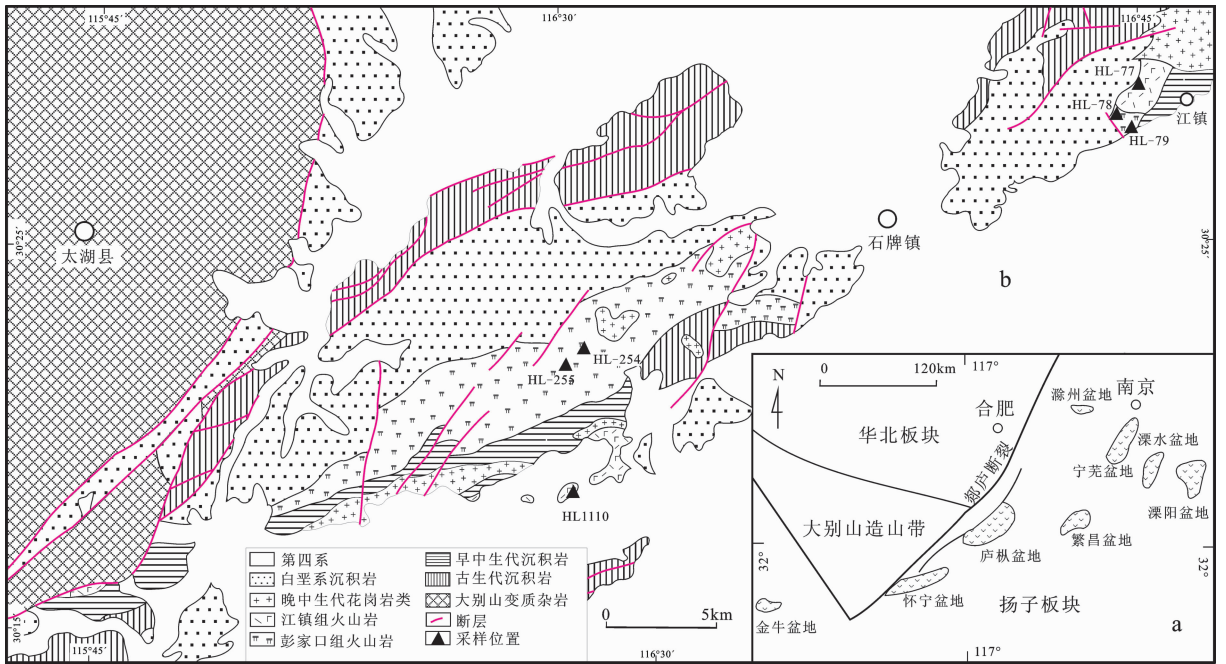 115°45′
116°30′
116°45′
HL-77
HL-78
江镇
HL-79
30°25′
太湖县
石牌镇
30°25′
b
HL-254
HL-255
HL1110
第四系
白垩系沉积岩
晚中生代花岗岩类
江镇组火山岩
彭家口组火山岩
早中生代沉积岩
古生代沉积岩
大别山变质杂岩
断层
采样位置
0
5km
30°15′
115°45′
116°30′
N
0
120km
117°
合肥
滁州盆地
南京
华北板块
郯庐断裂
溧水盆地
宁芜盆地
溧阳盆地
大别山造山带
庐枞盆地
繁昌盆地
32°
32°
怀宁盆地
扬子板块
金牛盆地
a
117°